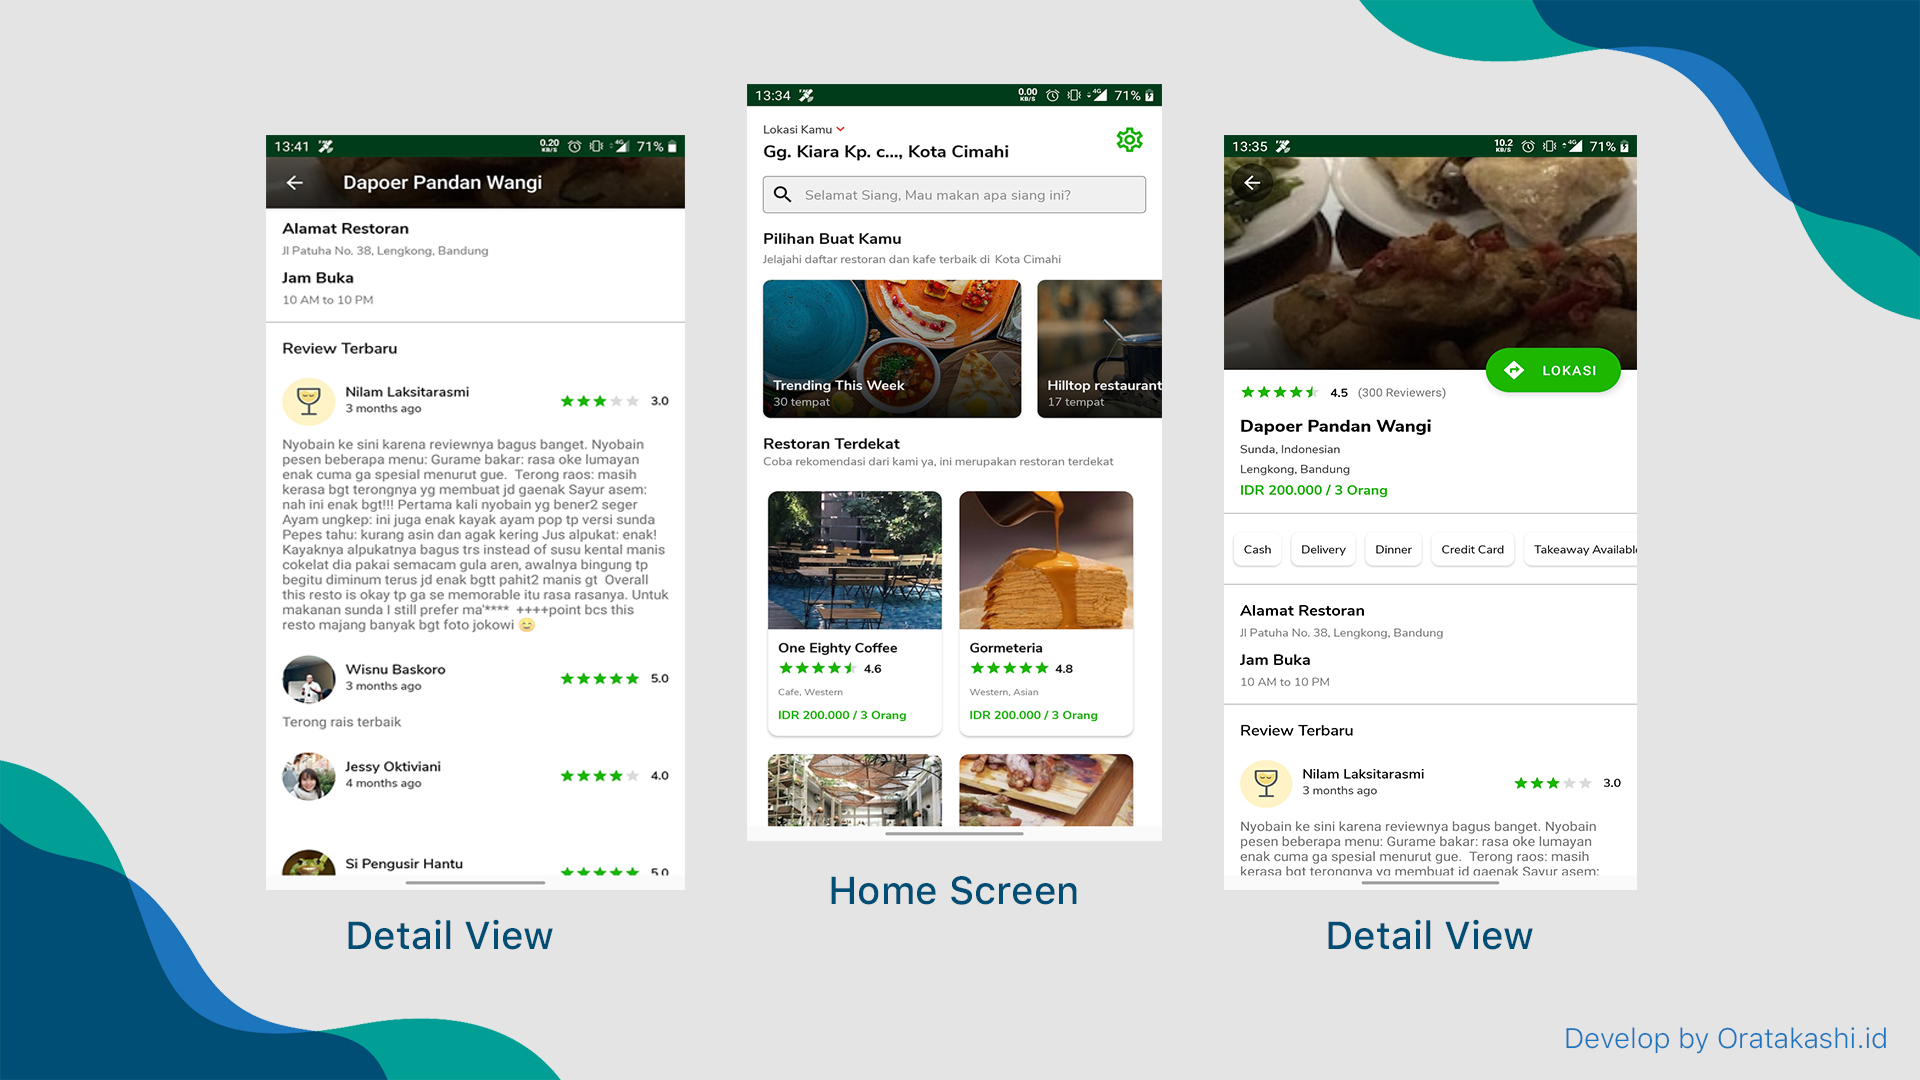 13:41
0.20
KB/S
4G
71%
Dapoer Pandan Wangi
Alamat Restoran
Jl Patuha No. 38, Lengkong, Bandung
Jam Buka
10 AM to 10 PM
Review Terbaru
Nilam Laksitarasmi
3 months ago
3.0
Nyobain ke sini karena reviewnya bagus banget. Nyobain
pesen beberapa menu: Gurame bakar: rasa oke lumayan
enak cuma ga spesial menurut gue.  Terong raos: masih
kerasa bgt terongnya yg membuat jd gaenak Sayur asem:
nah ini enak bgt!!! Pertama kali nyobain yg bener2 seger
Ayam ungkep: ini juga enak kayak ayam pop tp versi sunda
Pepes tahu: kurang asin dan agak kering Jus alpukat: enak!
Kayaknya alpukatnya bagus trs instead of susu kental manis
cokelat dia pakai semacam gula aren, awalnya bingung tp
begitu diminum terus jd enak bgtt pahit2 manis gt  Overall
this resto is okay tp ga se memorable itu rasa rasanya. Untuk
makanan sunda I still prefer ma'****  ++++point bcs this
resto majang banyak bgt foto jokowi 😊
Wisnu Baskoro
3 months ago
5.0
Terong rais terbaik
Jessy Oktiviani
4 months ago
4.0
Si Pengusir Hantu
5.0
Detail View
13:34
0.00
KB/S
4G
71%
Lokasi Kamu
Gg. Kiara Kp. c..., Kota Cimahi
Selamat Siang, Mau makan apa siang ini?
Pilihan Buat Kamu
Jelajahi daftar restoran dan kafe terbaik di Kota Cimahi
Trending This Week
30 tempat
Hilltop restaurant
17 tempat
Restoran Terdekat
Coba rekomendasi dari kami ya, ini merupakan restoran terdekat
One Eighty Coffee
4.6
Cafe, Western
IDR 200.000 / 3 Orang
Gormeteria
4.8
Western, Asian
IDR 200.000 / 3 Orang
Home Screen
13:35
10.2
KB/S
4G
71%
LOKASI
4.5 (300 Reviewers)
Dapoer Pandan Wangi
Sunda, Indonesian
Lengkong, Bandung
IDR 200.000 / 3 Orang
Cash
Delivery
Dinner
Credit Card
Takeaway Available
Alamat Restoran
Jl Patuha No. 38, Lengkong, Bandung
Jam Buka
10 AM to 10 PM
Review Terbaru
Nilam Laksitarasmi
3 months ago
3.0
Nyobain ke sini karena reviewnya bagus banget. Nyobain
pesen beberapa menu: Gurame bakar: rasa oke lumayan
enak cuma ga spesial menurut gue.  Terong raos: masih
kerasa bgt terongnya yg membuat jd gaenak Sayur asem:
Detail View
Develop by Oratakashi.id